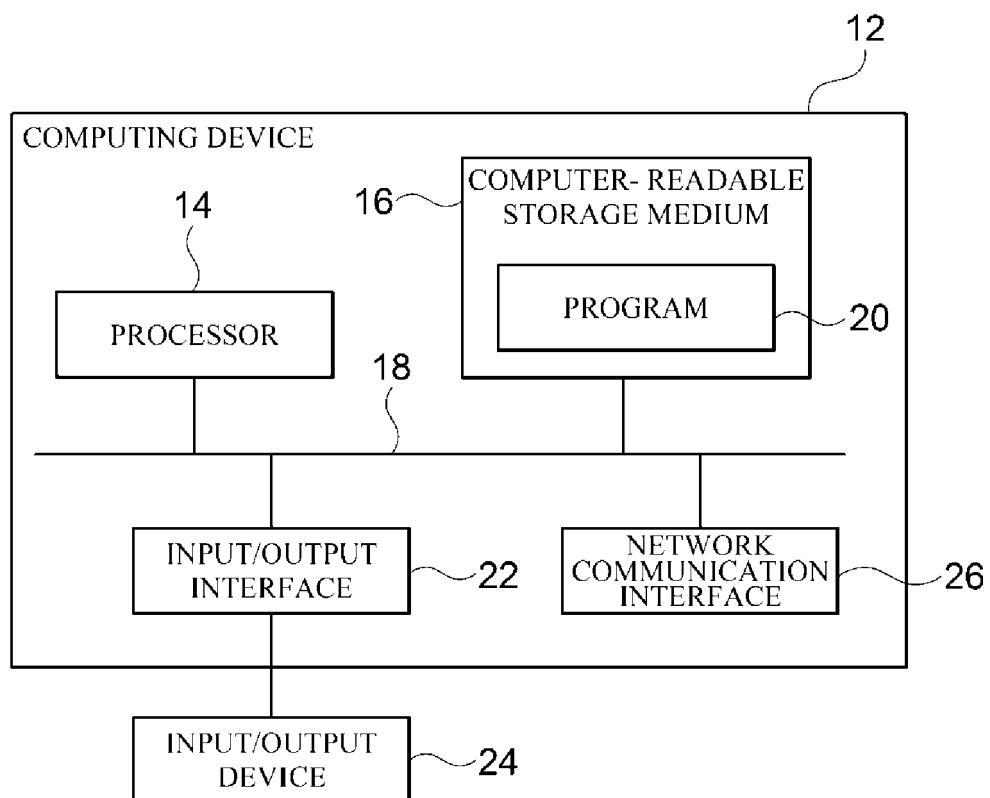 12
COMPUTING DEVICE
14
16
COMPUTER- READABLE
STORAGE MEDIUM
PROCESSOR
PROGRAM
20
18
INPUT/OUTPUT
INTERFACE
22
NETWORK
COMMUNICATION
INTERFACE
26
INPUT/OUTPUT
DEVICE
24